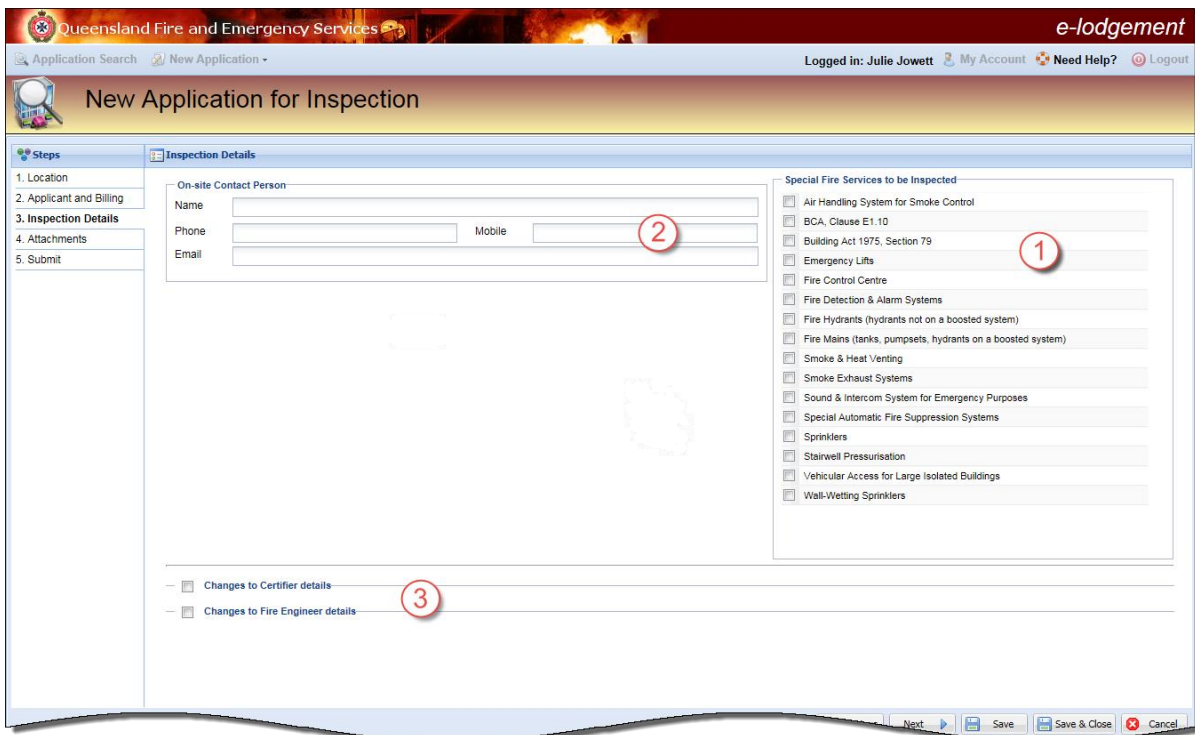 Queensland Fire and Emergency Services
e-lodgement
Application Search New Application
Logged in: Julie Jowett My Account Need Help? Logout
New Application for Inspection
Steps
1. Location
2. Applicant and Billing
3. Inspection Details
4. Attachments
5. Submit
Inspection Details
On-site Contact Person
Name
Phone Mobile
Email
2
Special Fire Services to be Inspected
Air Handling System for Smoke Control
BCA, Clause E1.10
Building Act 1975, Section 79
Emergency Lifts
Fire Control Centre
Fire Detection & Alarm Systems
Fire Hydrants (hydrants not on a boosted system)
Fire Mains (tanks, pumpsets, hydrants on a boosted system)
Smoke & Heat Venting
Smoke Exhaust Systems
Sound & Intercom System for Emergency Purposes
Special Automatic Fire Suppression Systems
Sprinklers
Stairwell Pressurisation
Vehicular Access for Large Isolated Buildings
Wall-Wetting Sprinklers
1
Changes to Certifier details
Changes to Fire Engineer details
3
Next Save Save & Close Cancel